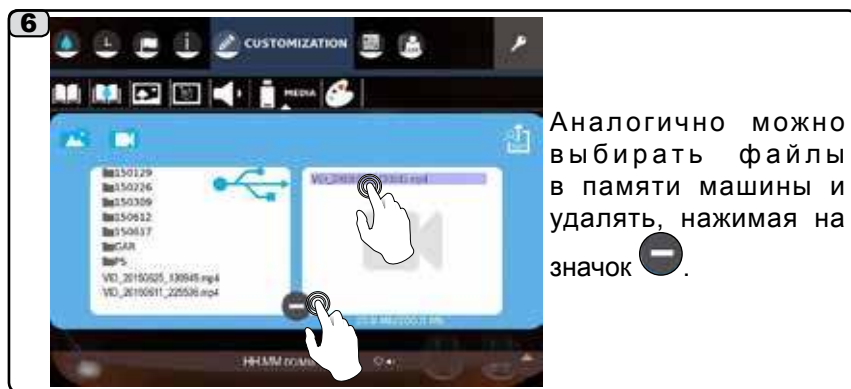 6
CUSTOMIZATION
MEDIA
150129
150226
150309
150612
150617
GAR
PS
VID_20150625_130945.mp4
VID_20150611_225536.mp4
HH:MM
Аналогично можно
выбирать файлы
в памяти машины и
удалять, нажимая на
значок .